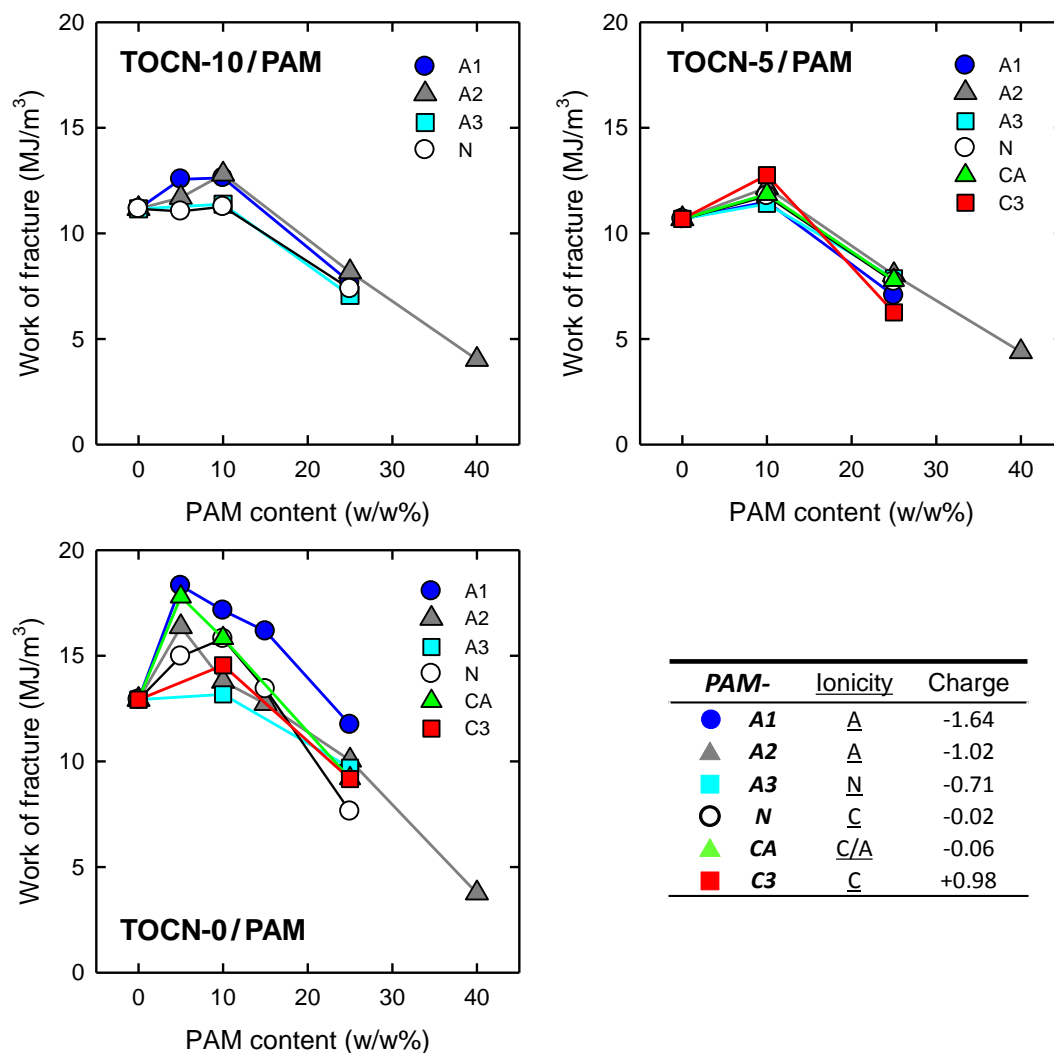 TOCN-10/PAM
A1
A2
A3
N
Work of fracture (MJ/m³)
20
15
10
5
0
0 10 20 30 40
PAM content (w/w%)
TOCN-5/PAM
A1
A2
A3
N
CA
C3
Work of fracture (MJ/m³)
20
15
10
5
0
0 10 20 30 40
PAM content (w/w%)
TOCN-0/PAM
A1
A2
A3
N
CA
C3
Work of fracture (MJ/m³)
20
15
10
5
0
0 10 20 30 40
PAM content (w/w%)
PAM- Ionicity Charge
A1 A -1.64
A2 A -1.02
A3 N -0.71
N C -0.02
CA C/A -0.06
C3 C +0.98